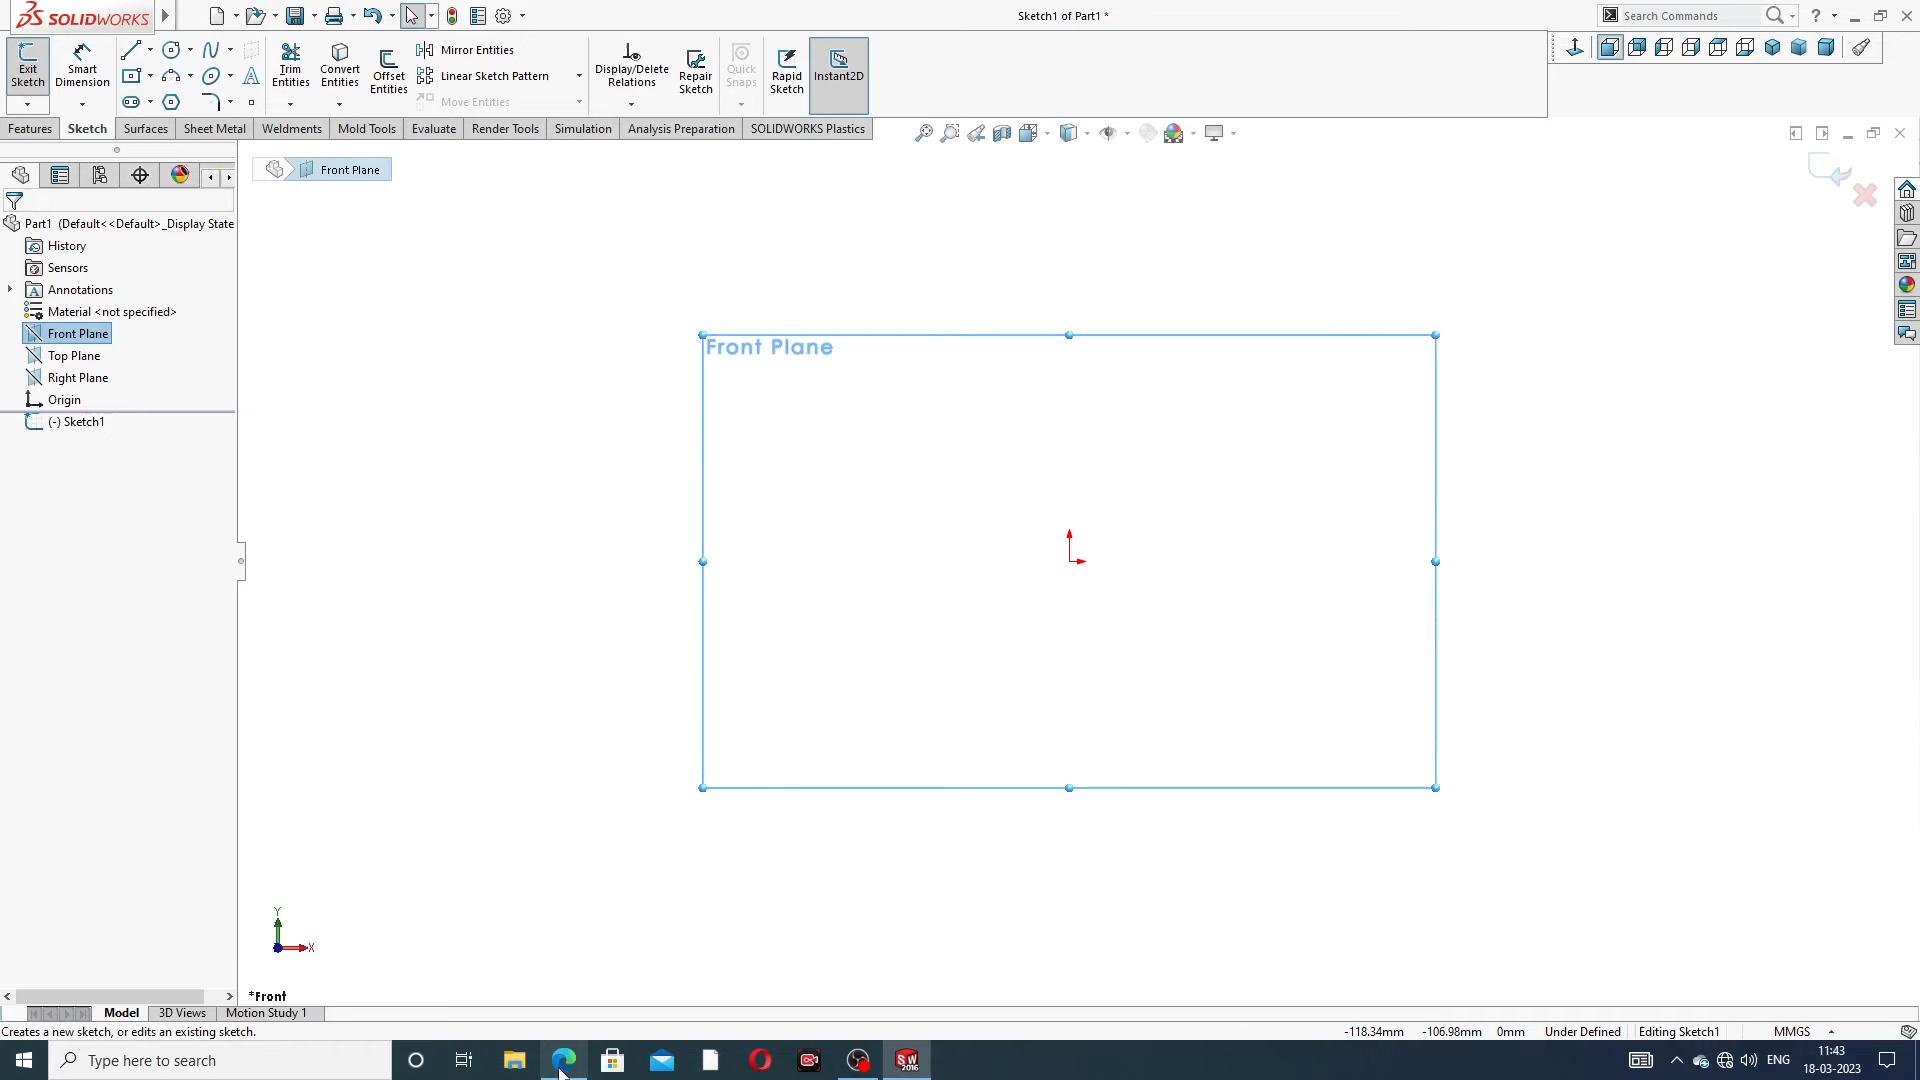 SOLIDWORKS
Sketch1 of Part1 *
Search Commands
Exit Sketch
Smart Dimension
Trim Entities
Convert Entities
Offset Entities
Mirror Entities
Linear Sketch Pattern
Move Entities
Display/Delete Relations
Repair Sketch
Quick Snaps
Rapid Sketch
Instant2D
Features
Sketch
Surfaces
Sheet Metal
Weldments
Mold Tools
Evaluate
Render Tools
Simulation
Analysis Preparation
SOLIDWORKS Plastics
Front Plane
Part1 (Default<<Default>_Display State
History
Sensors
Annotations
Material <not specified>
Front Plane
Top Plane
Right Plane
Origin
(-) Sketch1
Front Plane
Y
X
*Front
Model
3D Views
Motion Study 1
Creates a new sketch, or edits an existing sketch.
-118.34mm
-106.98mm
0mm
Under Defined
Editing Sketch1
MMGS
Type here to search
SW
2016
ENG
11:43
18-03-2023